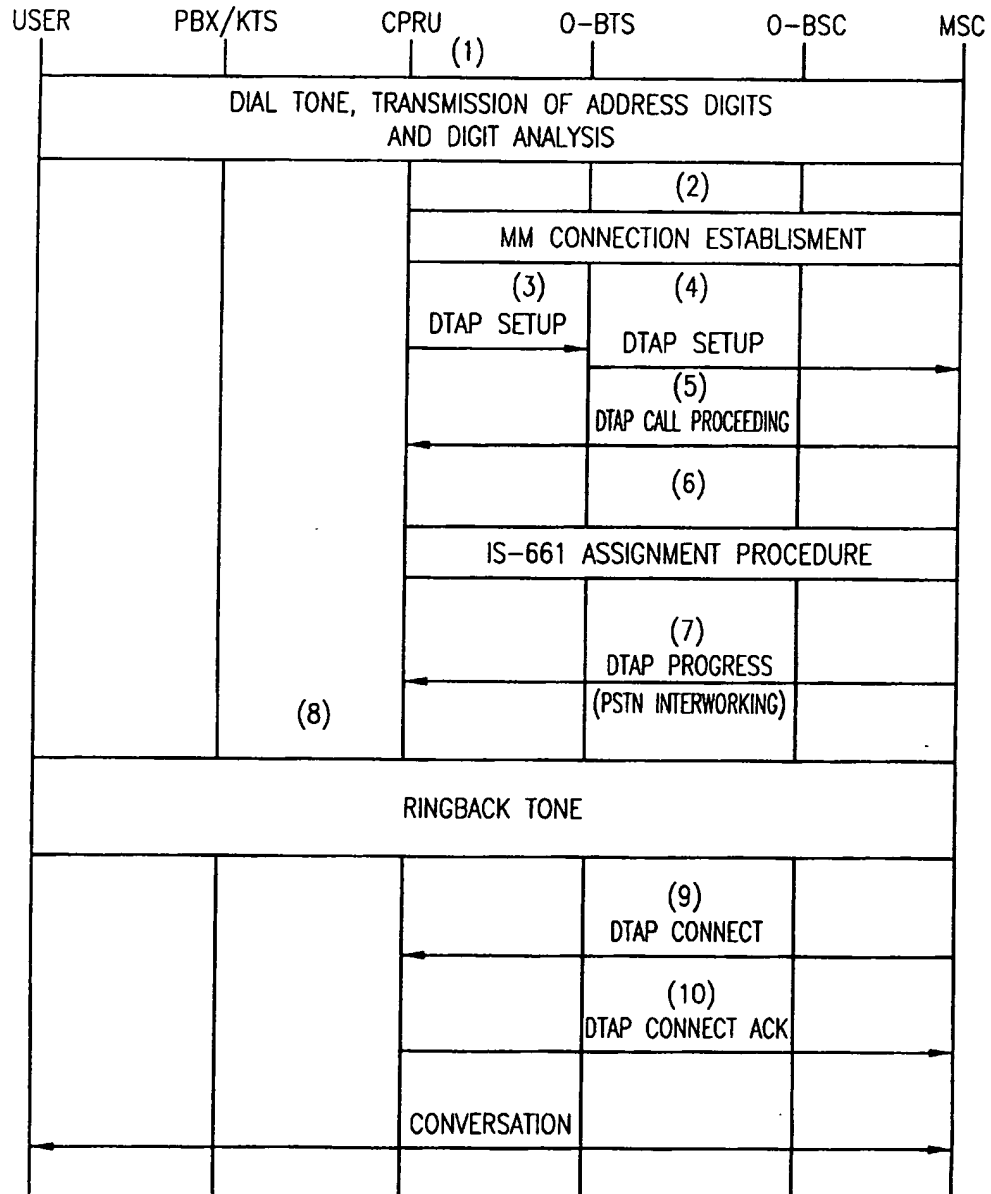 USER PBX/KTS CPRU O-BTS O-BSC MSC
(1)
DIAL TONE, TRANSMISSION OF ADDRESS DIGITS
AND DIGIT ANALYSIS
(2)
MM CONNECTION ESTABLISMENT
(3) (4)
DTAP SETUP
DTAP SETUP
(5)
DTAP CALL PROCEEDING
(6)
IS-661 ASSIGNMENT PROCEDURE
(7)
DTAP PROGRESS
(PSTN INTERWORKING)
(8)
RINGBACK TONE
(9)
DTAP CONNECT
(10)
DTAP CONNECT ACK
CONVERSATION